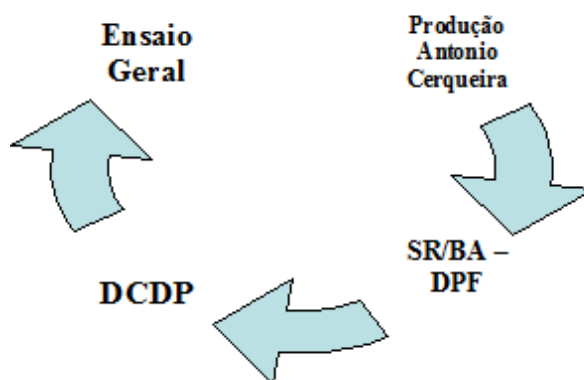 Ensaio
Geral
Produção
Antonio
Cerqueira
SR/BA –
DPF
DCDP